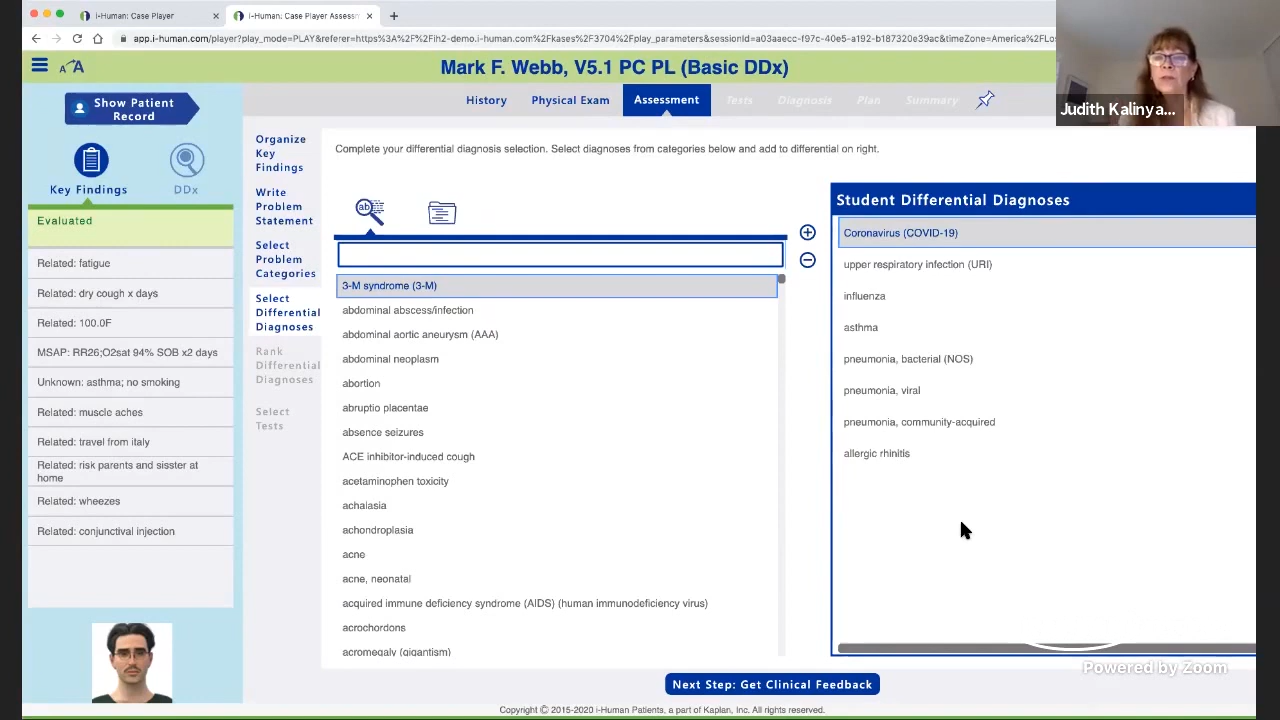 i-Human: Case Player
i-Human: Case Player Assessm
app.i-human.com/player?play_mode=PLAY&referer=https%3A%2F%2Fih2-demo.i-human.com%2Fkases%2F3704%2Fplay_parameters&sessionId=a03aaecc-f97c-40e5-a192-b187320e39ac&timeZone=America%2FLos
Mark F. Webb, V5.1 PC PL (Basic DDx)
Judith Kalinya...
Show Patient
Record
History
Physical Exam
Assessment
Tests
Diagnosis
Plan
Summary
Key Findings
DDx
Evaluated
Related: fatigue
Related: dry cough x days
Related: 100.0F
MSAP: RR26;O2sat 94% SOB x2 days
Unknown: asthma; no smoking
Related: muscle aches
Related: travel from italy
Related: risk parents and sisster at
home
Related: wheezes
Related: conjunctival injection
Organize
Key
Findings
Write
Problem
Statement
Select
Problem
Categories
Select
Differential
Diagnoses
Rank
Differential
Diagnoses
Select
Tests
Complete your differential diagnosis selection. Select diagnoses from categories below and add to differential on right.
ab
3-M syndrome (3-M)
abdominal abscess/infection
abdominal aortic aneurysm (AAA)
abdominal neoplasm
abortion
abruptio placentae
absence seizures
ACE inhibitor-induced cough
acetaminophen toxicity
achalasia
achondroplasia
acne
acne, neonatal
acquired immune deficiency syndrome (AIDS) (human immunodeficiency virus)
acrochordons
acromegaly (gigantism)
Student Differential Diagnoses
Coronavirus (COVID-19)
upper respiratory infection (URI)
influenza
asthma
pneumonia, bacterial (NOS)
pneumonia, viral
pneumonia, community-acquired
allergic rhinitis
Powered by Zoom
Next Step: Get Clinical Feedback
Copyright © 2015-2020 i-Human Patients, a part of Kaplan, Inc. All rights reserved.